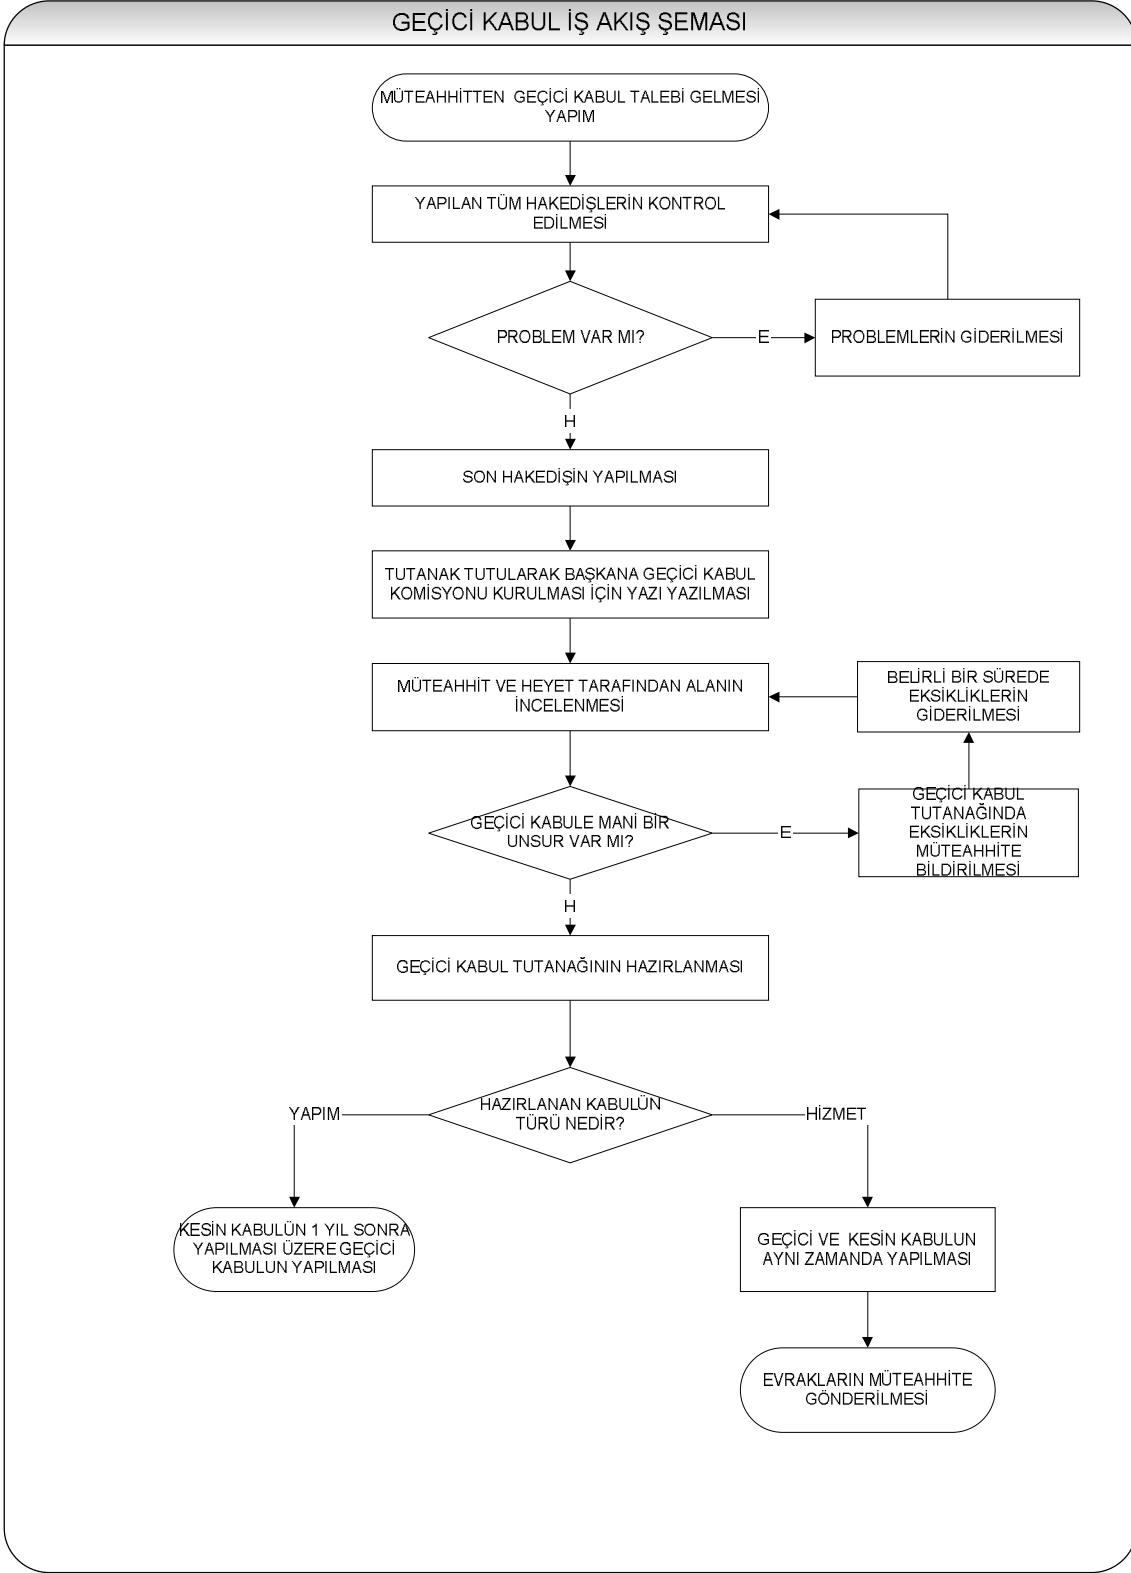 GEÇİCİ KABUL İŞ AKIŞ ŞEMASI
MÜTEAHHİTTEN GEÇİCİ KABUL TALEBİ GELMESİ
YAPIM
YAPILAN TÜM HAKEDİŞLERİN KONTROL
EDİLMESİ
PROBLEM VAR MI?
E
PROBLEMLERİN GİDERİLMESİ
H
SON HAKEDİŞİN YAPILMASI
TUTANAK TUTULARAK BAŞKANA GEÇİCİ KABUL
KOMİSYONU KURULMASI İÇİN YAZI YAZILMASI
MÜTEAHHİT VE HEYET TARAFINDAN ALANIN
İNCELENMESİ
BELİRLİ BİR SÜREDE
EKSİKLİKLERİN
GİDERİLMESİ
GEÇİCİ KABULE MANİ BİR
UNSUR VAR MI?
E
GEÇİCİ KABUL
TUTANAĞINDA
EKSİKLİKLERİN
MÜTEAHHİTE
BİLDİRİLMESİ
H
GEÇİCİ KABUL TUTANAĞININ HAZIRLANMASI
HAZIRLANAN KABULÜN
TÜRÜ NEDİR?
YAPIM
HİZMET
KESİN KABULÜN 1 YIL SONRA
YAPILMASI ÜZERE GEÇİCİ
KABULUN YAPILMASI
GEÇİCİ VE KESİN KABULUN
AYNI ZAMANDA YAPILMASI
EVRAKLARIN MÜTEAHHİTE
GÖNDERİLMESİ